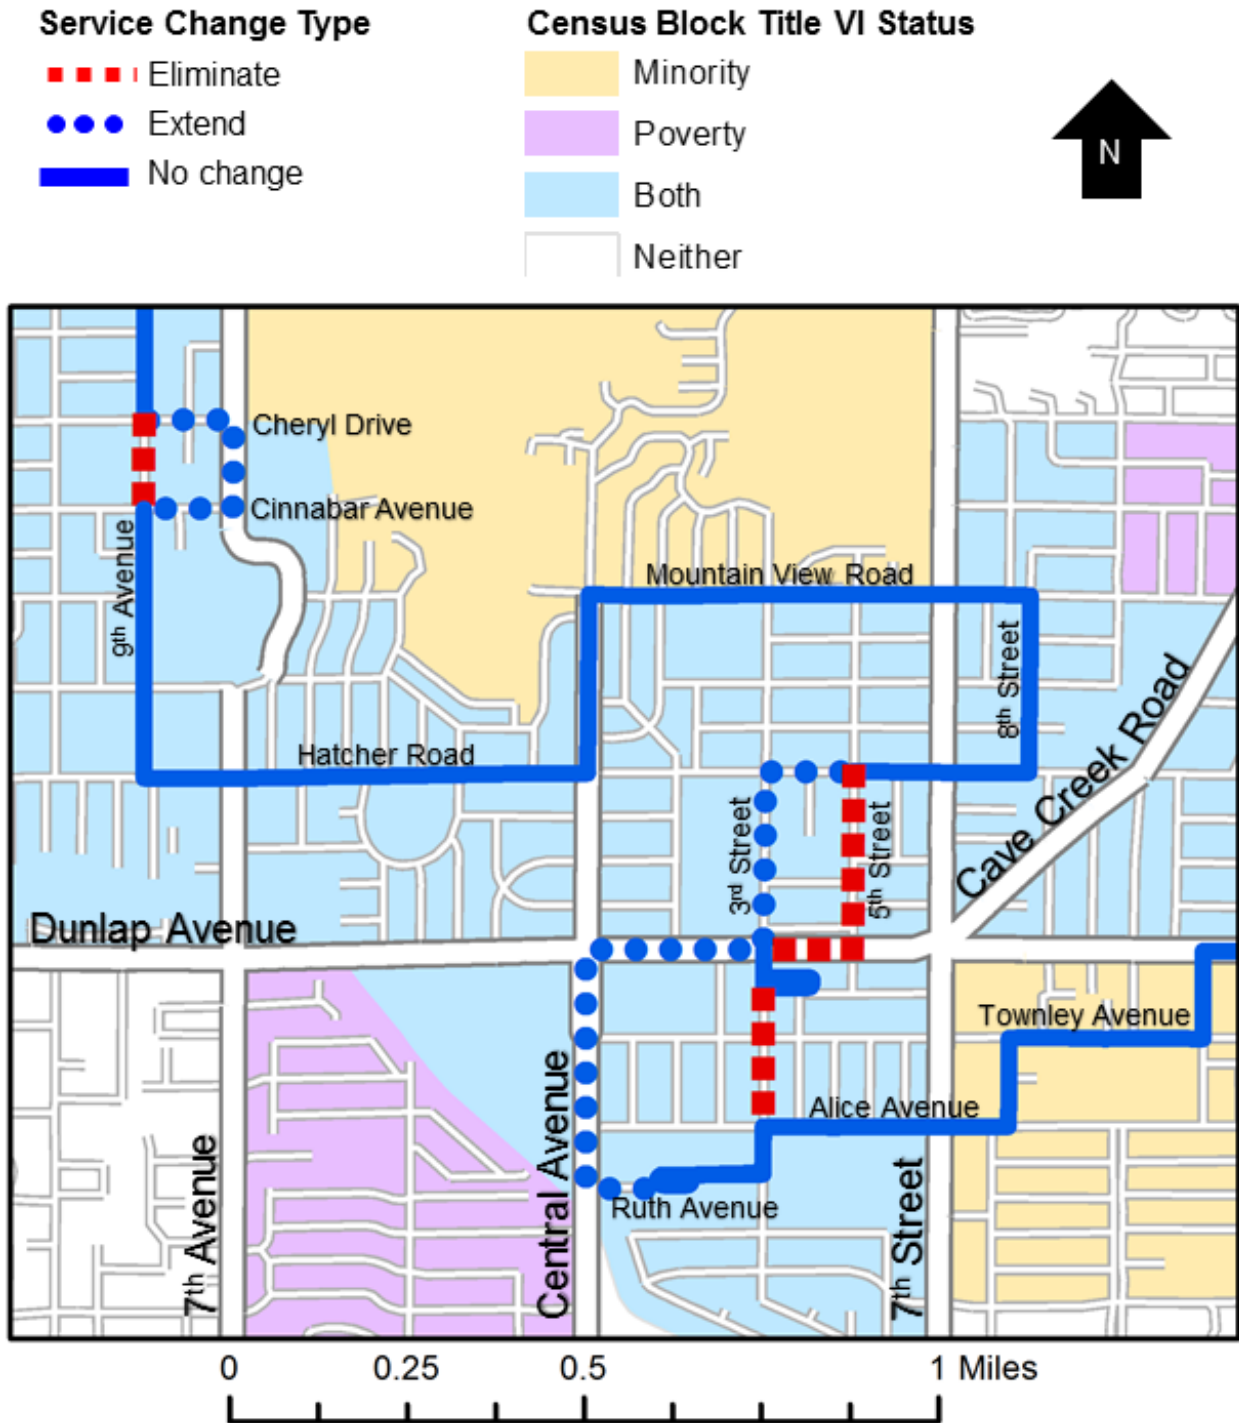 Service Change Type
Eliminate
Extend
No change
Census Block Title VI Status
Minority
Poverty
Both
Neither
N
Cheryl Drive
Cinnabar Avenue
9th Avenue
Mountain View Road
8th Street
Hatcher Road
Cave Creek Road
3rd Street
5th Street
Dunlap Avenue
Townley Avenue
Alice Avenue
Central Avenue
7th Avenue
Ruth Avenue
7th Street
0 0.25 0.5 1 Miles